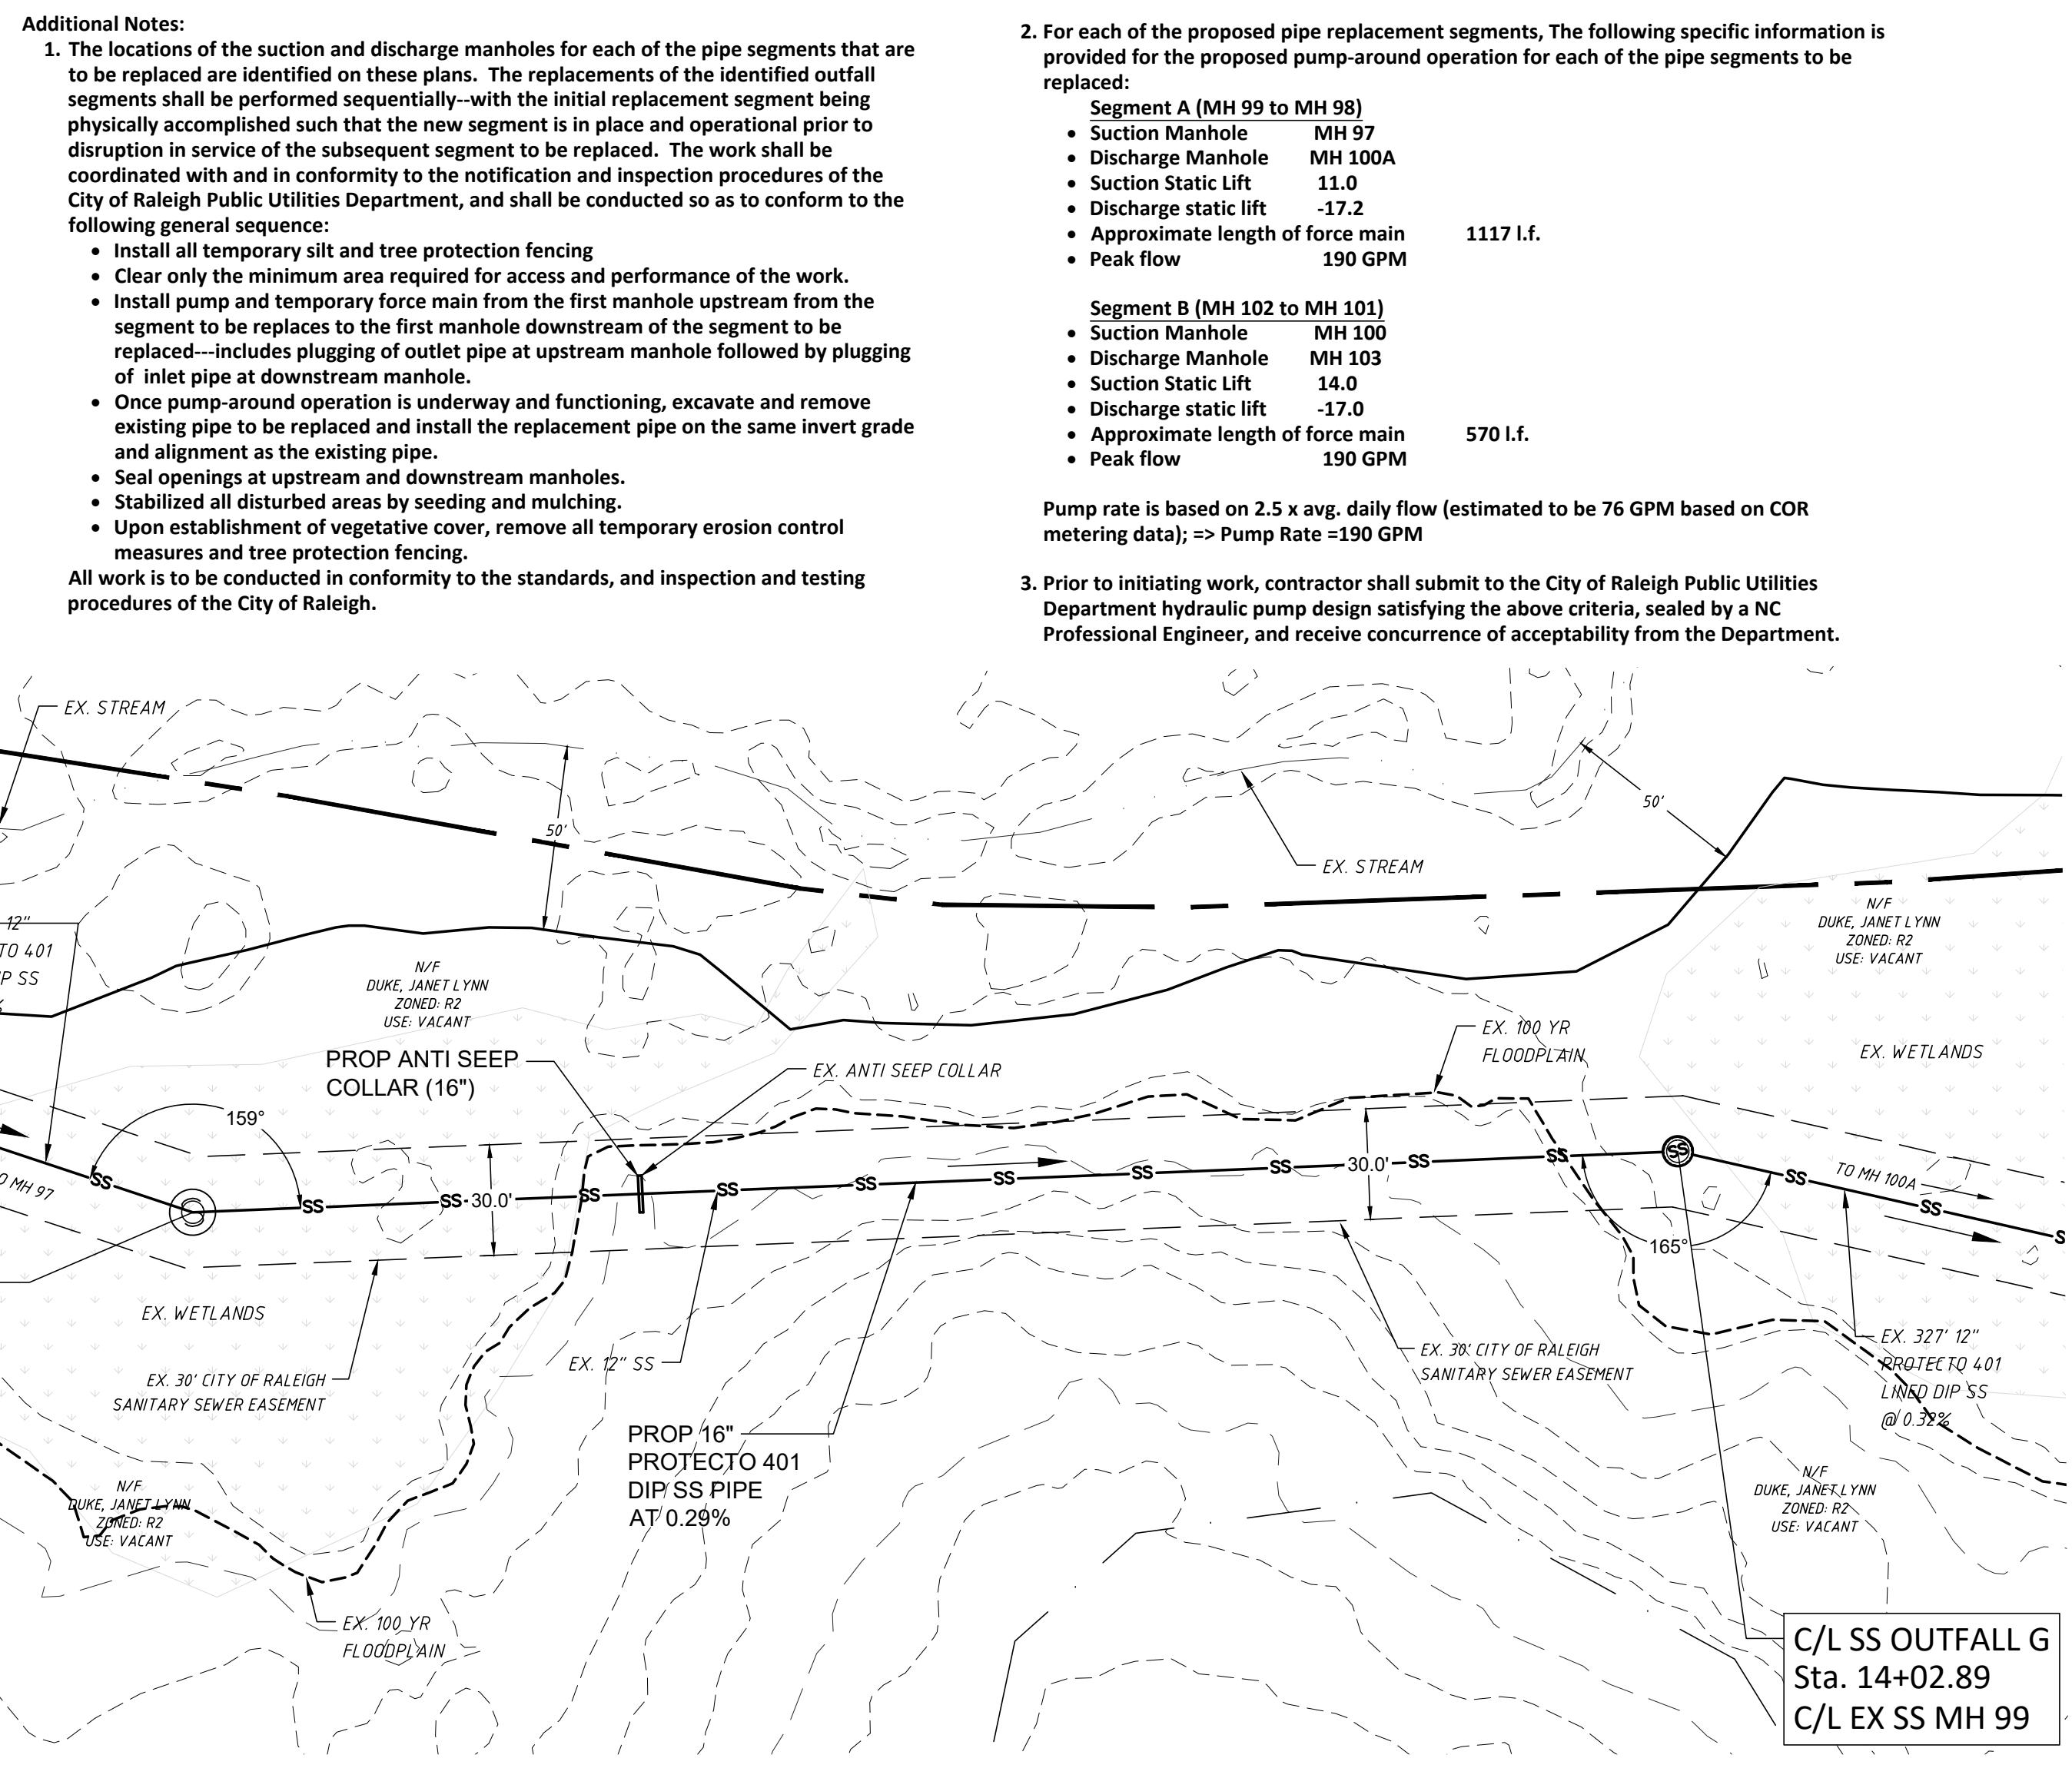 Additional Notes:
1. The locations of the suction and discharge manholes for each of the pipe segments that are
to be replaced are identified on these plans. The replacements of the identified outfall
segments shall be performed sequentially--with the initial replacement segment being
physically accomplished such that the new segment is in place and operational prior to
disruption in service of the subsequent segment to be replaced. The work shall be
coordinated with and in conformity to the notification and inspection procedures of the
City of Raleigh Public Utilities Department, and shall be conducted so as to conform to the
following general sequence:
• Install all temporary silt and tree protection fencing
• Clear only the minimum area required for access and performance of the work.
• Install pump and temporary force main from the first manhole upstream from the
segment to be replaces to the first manhole downstream of the segment to be
replaced---includes plugging of outlet pipe at upstream manhole followed by plugging
of inlet pipe at downstream manhole.
• Once pump-around operation is underway and functioning, excavate and remove
existing pipe to be replaced and install the replacement pipe on the same invert grade
and alignment as the existing pipe.
• Seal openings at upstream and downstream manholes.
• Stabilized all disturbed areas by seeding and mulching.
• Upon establishment of vegetative cover, remove all temporary erosion control
measures and tree protection fencing.
All work is to be conducted in conformity to the standards, and inspection and testing
procedures of the City of Raleigh.
2. For each of the proposed pipe replacement segments, The following specific information is
provided for the proposed pump-around operation for each of the pipe segments to be
replaced:
Segment A (MH 99 to MH 98)
• Suction Manhole MH 97
• Discharge Manhole MH 100A
• Suction Static Lift 11.0
• Discharge static lift -17.2
• Approximate length of force main 1117 l.f.
• Peak flow 190 GPM
Segment B (MH 102 to MH 101)
• Suction Manhole MH 100
• Discharge Manhole MH 103
• Suction Static Lift 14.0
• Discharge static lift -17.0
• Approximate length of force main 570 l.f.
• Peak flow 190 GPM
Pump rate is based on 2.5 x avg. daily flow (estimated to be 76 GPM based on COR
metering data); => Pump Rate =190 GPM
3. Prior to initiating work, contractor shall submit to the City of Raleigh Public Utilities
Department hydraulic pump design satisfying the above criteria, sealed by a NC
Professional Engineer, and receive concurrence of acceptability from the Department.
EX. STREAM
50'
50'
EX. STREAM
12"
TO 401
IP SS
N/F
DUKE, JANET LYNN
ZONED: R2
USE: VACANT
N/F
DUKE, JANET LYNN
ZONED: R2
USE: VACANT
EX. 100 YR
FLOODPLAIN
EX. WETLANDS
PROP ANTI SEEP
COLLAR (16")
EX. ANTI SEEP COLLAR
159°
O MH 97
SS
SS
SS
30.0'
SS
SS
SS
SS
SS
SS
30.0'
SS
SS
SS
SS
TO MH 100A
SS
S
165°
EX. WETLANDS
EX. 12" SS
EX. 30' CITY OF RALEIGH
SANITARY SEWER EASEMENT
EX. 30' CITY OF RALEIGH
SANITARY SEWER EASEMENT
EX. 327' 12"
PROTECTO 401
LINED DIP SS
@ 0.32%
PROP 16"
PROTECTO 401
DIP SS PIPE
AT 0.29%
N/F
DUKE, JANET LYNN
ZONED: R2
USE: VACANT
N/F
DUKE, JANET LYNN
ZONED: R2
USE: VACANT
EX. 100 YR
FLOODPLAIN
C/L SS OUTFALL G
Sta. 14+02.89
C/L EX SS MH 99